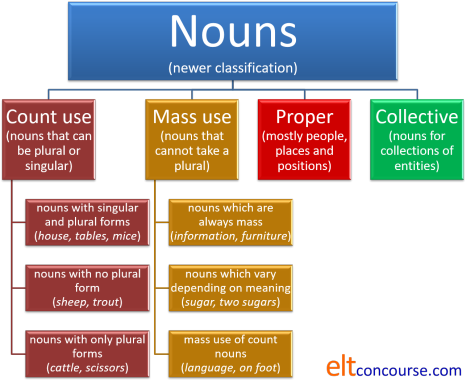 Nouns
(newer classification)
Count use
(nouns that can
be plural or
singular)
Mass use
(nouns that
cannot take a
plural)
Proper
(mostly people,
places and
positions)
Collective
(nouns for
collections of
entities)
nouns with singular
and plural forms
(house, tables, mice)
nouns with no plural
form
(sheep, trout)
nouns with only plural
forms
(cattle, scissors)
nouns which are
always mass
(information, furniture)
nouns which vary
depending on meaning
(sugar, two sugars)
mass use of count
nouns
(language, on foot)
eltconcourse.com